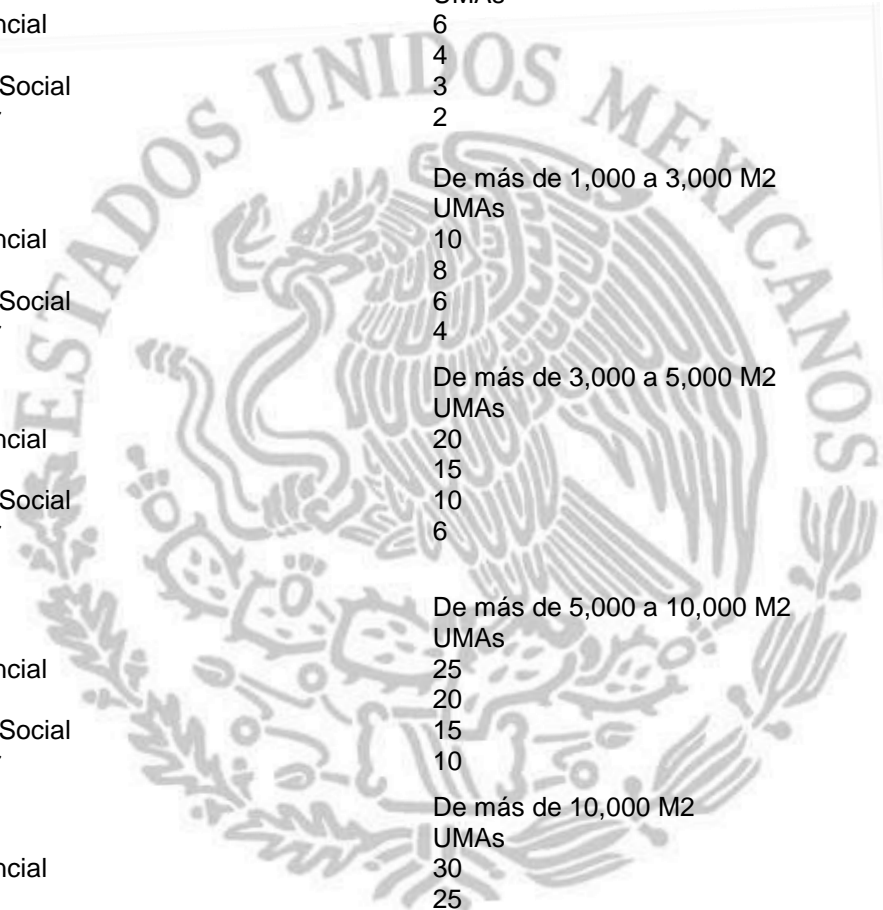 UMAs
ncial 6
4
Social 3
2
De más de 1,000 a 3,000 M2
UMAs
ncial 10
8
Social 6
4
De más de 3,000 a 5,000 M2
UMAs
ncial 20
15
Social 10
6
De más de 5,000 a 10,000 M2
UMAs
ncial 25
20
Social 15
10
De más de 10,000 M2
UMAs
ncial 30
25
ESTADOS UNIDOS MEXICANOS